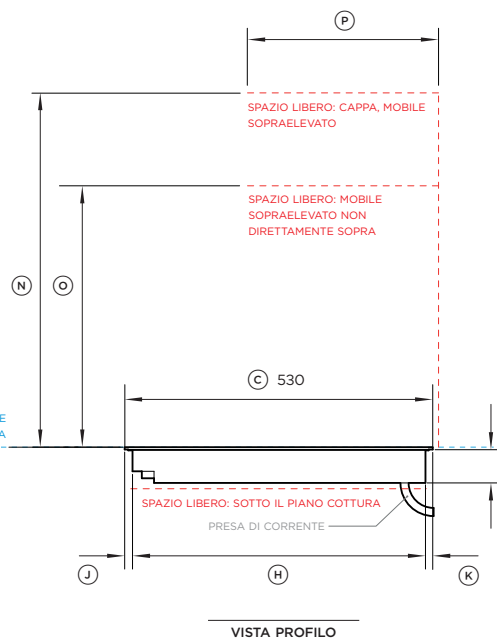 P
SPAZIO LIBERO: CAPPA, MOBILE
SOPRAELEVATO
SPAZIO LIBERO: MOBILE
SOPRAELEVATO NON
DIRETTAMENTE SOPRA
N
O
C 530
E
A
SPAZIO LIBERO: SOTTO IL PIANO COTTURA
PRESA DI CORRENTE
J
H
K
VISTA PROFILO